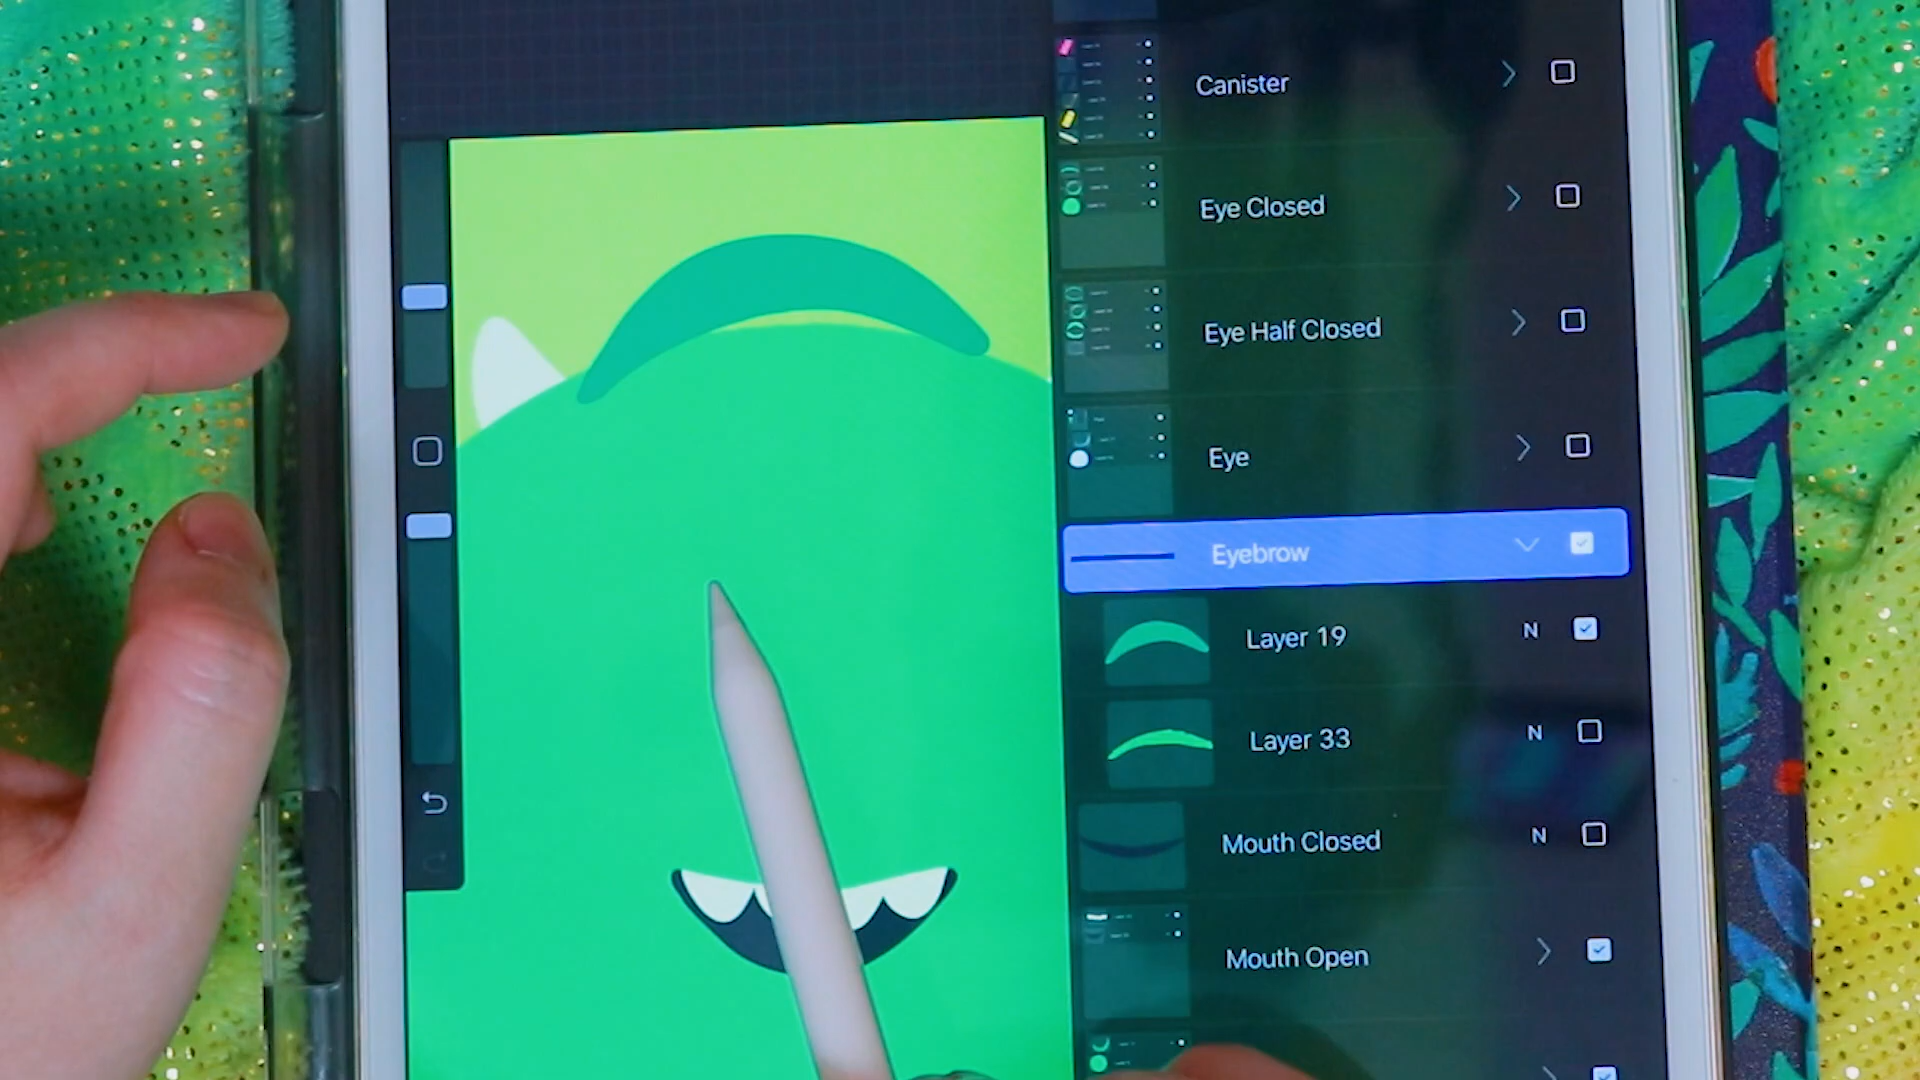 Canister
Eye Closed
Eye Half Closed
Eye
Eyebrow
Layer 19 N
Layer 33 N
Mouth Closed N
Mouth Open